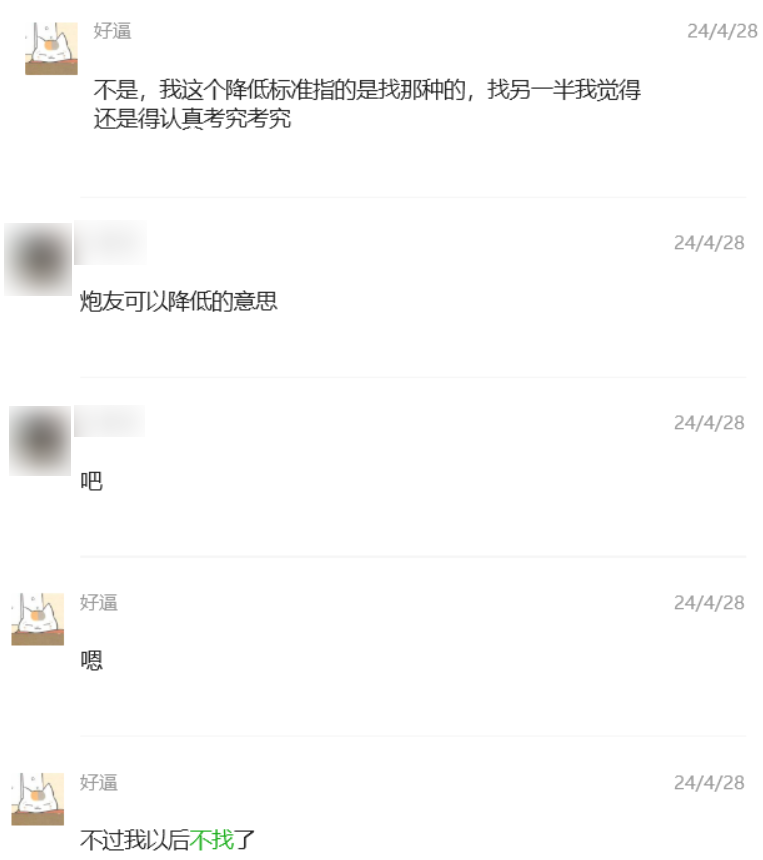 好逼
24/4/28
不是，我这个降低标准指的是找那种的，找另一半我觉得
还是得认真考究考究
24/4/28
炮友可以降低的意思
24/4/28
吧
好逼
24/4/28
嗯
好逼
24/4/28
不过我以后不找了